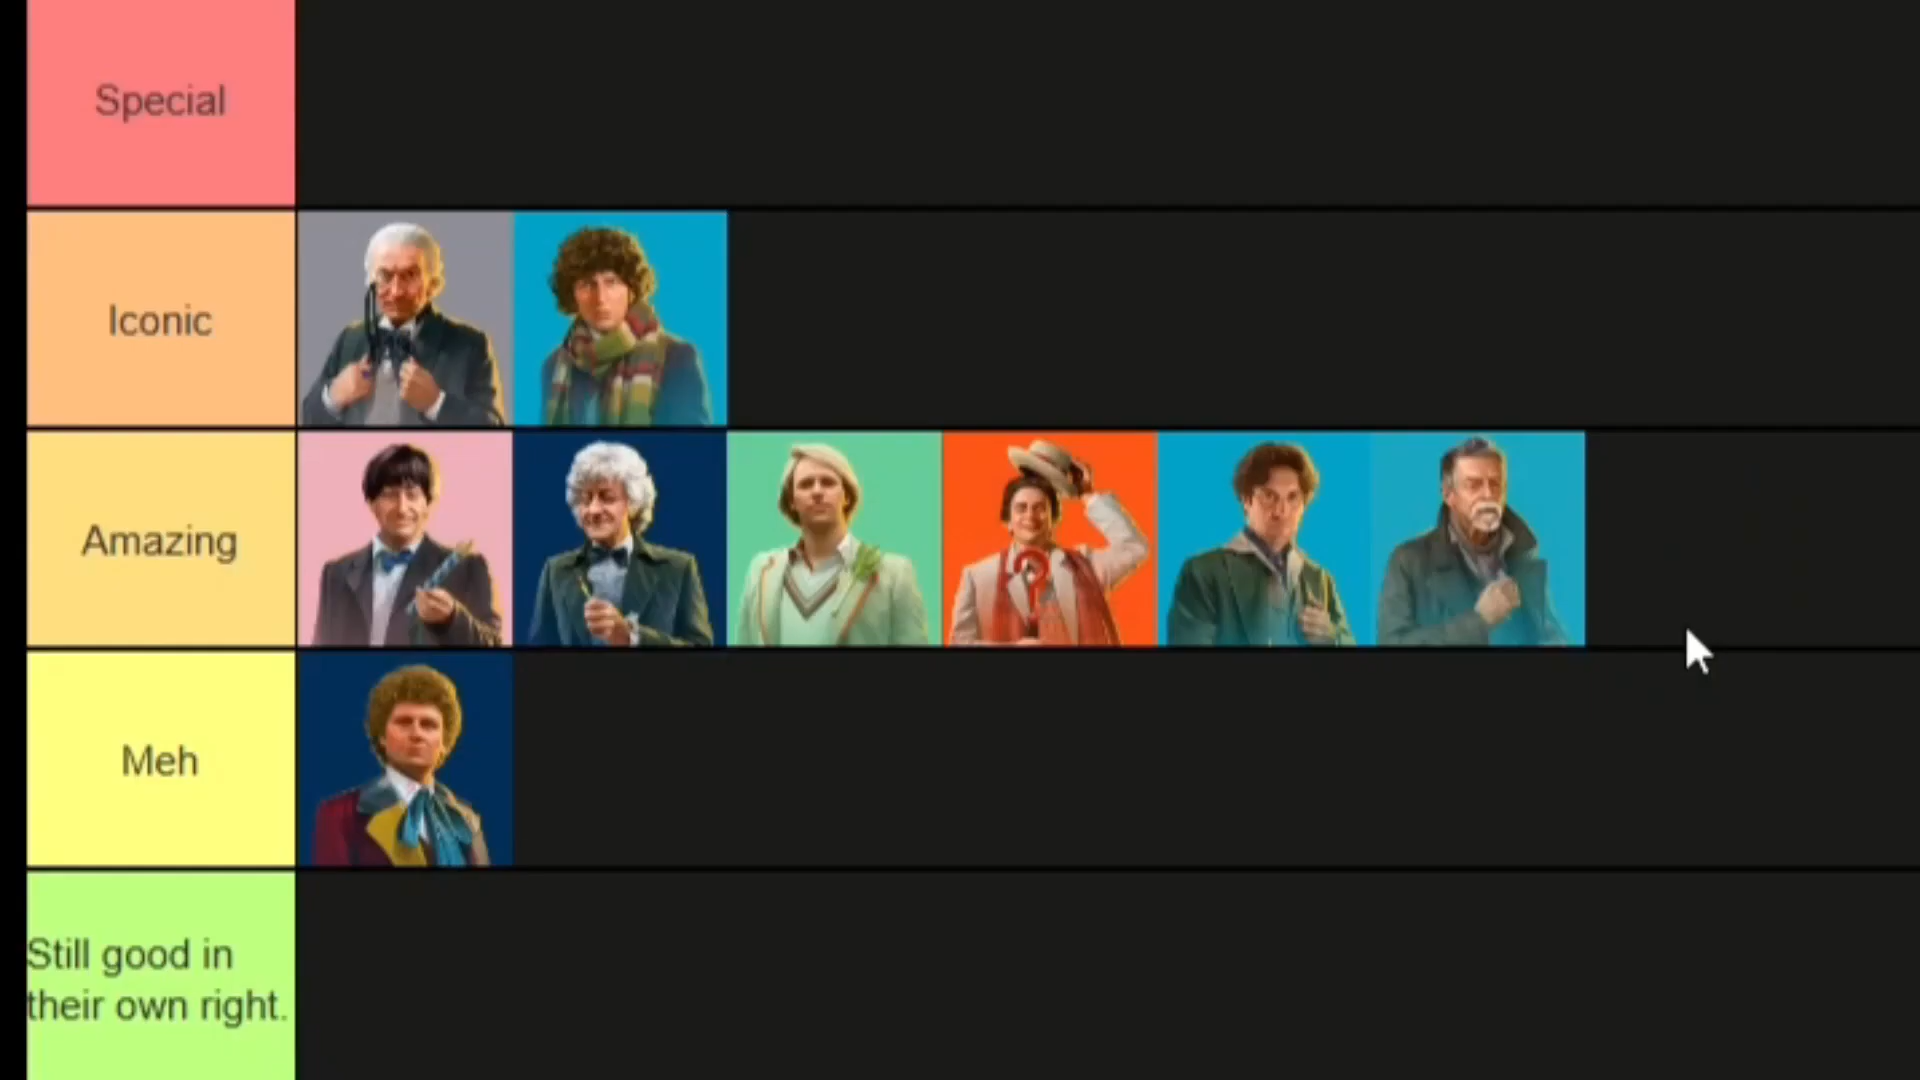 Special
Iconic
Amazing
Meh
Still good in
their own right.